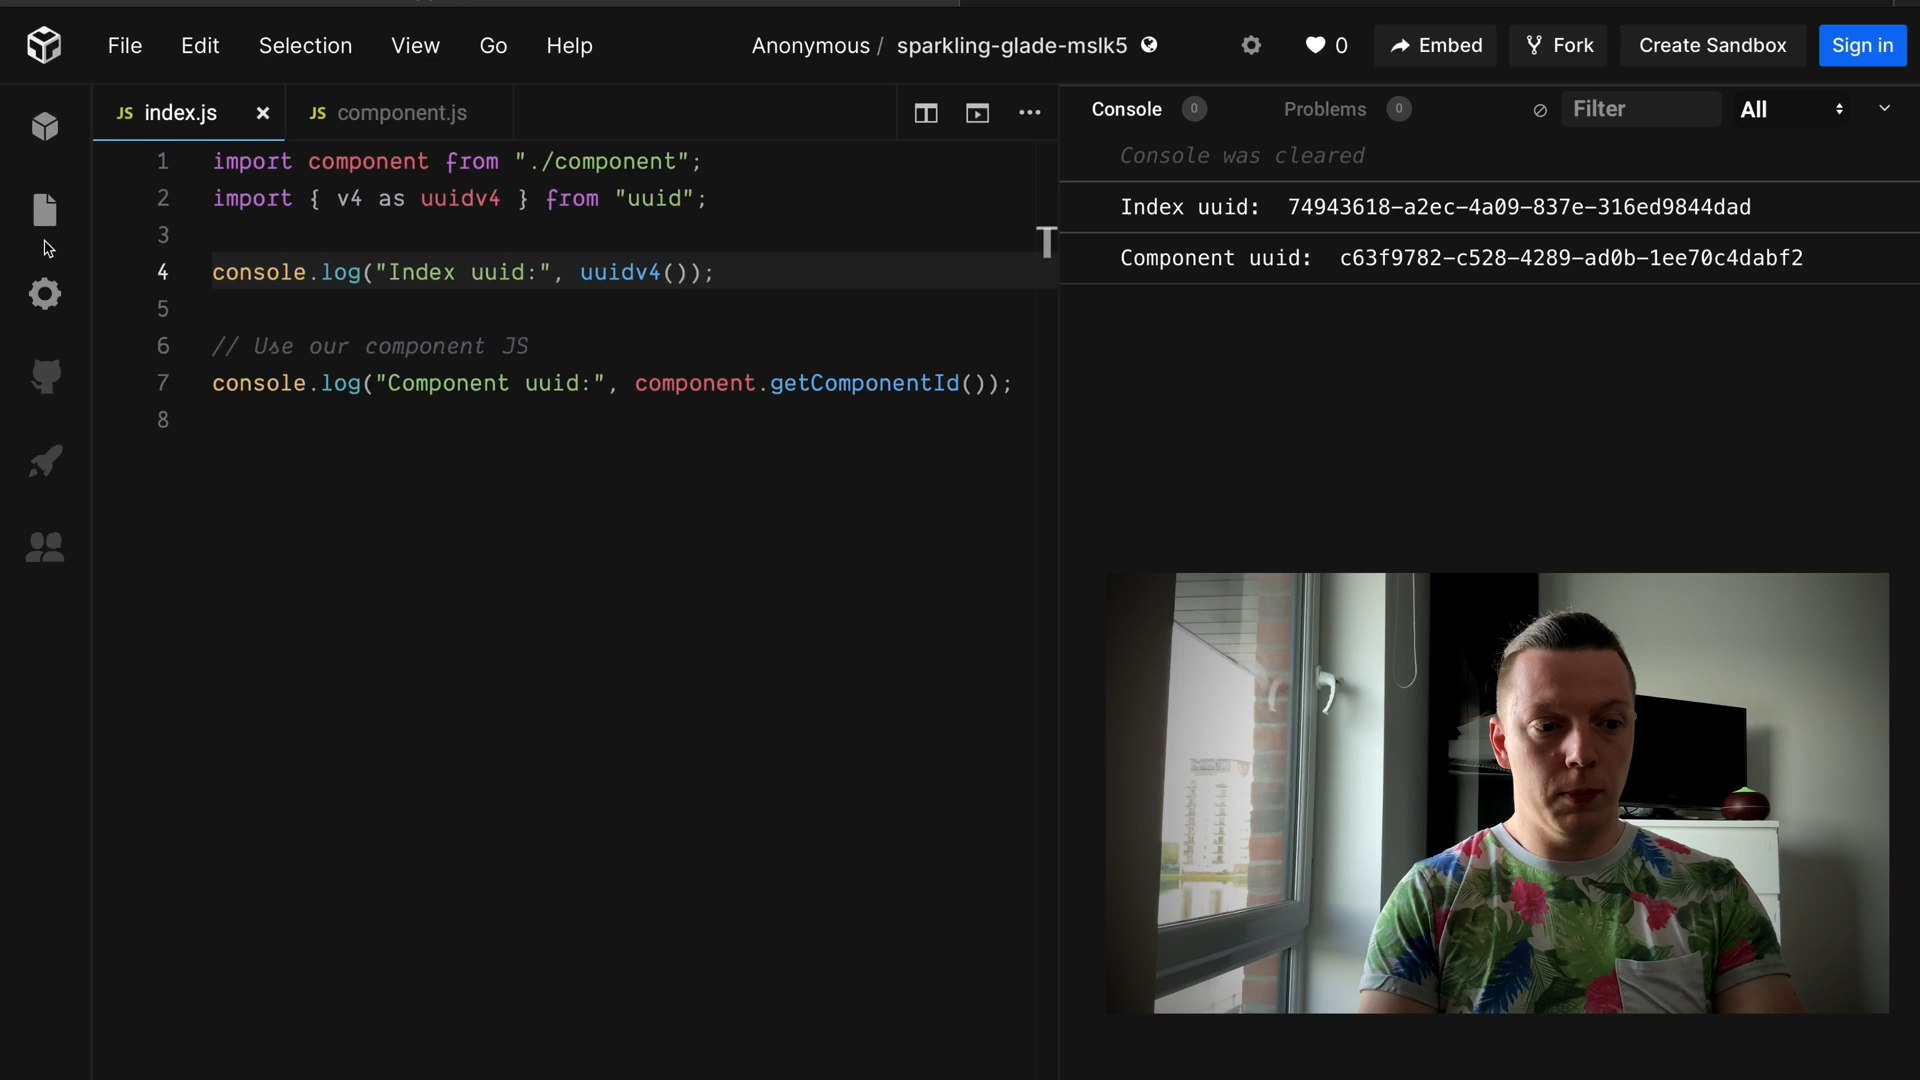 File Edit Selection View Go Help Anonymous / sparkling-glade-mslk5 0 Embed Fork Create Sandbox Sign in
JS index.js × JS component.js ••• Console 0 Problems 0 Filter All
1 import component from "./component";
2 import { v4 as uuidv4 } from "uuid";
3
4 console.log("Index uuid:", uuidv4());
5
6 // Use our component JS
7 console.log("Component uuid:", component.getComponentId());
8
Console was cleared
Index uuid: 74943618-a2ec-4a09-837e-316ed9844dad
Component uuid: c63f9782-c528-4289-ad0b-1ee70c4dabf2